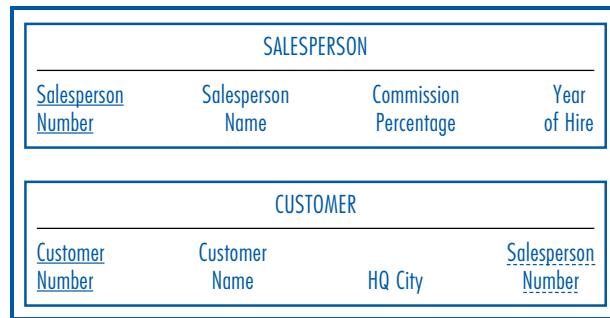 SALESPERSON
Salesperson Number Salesperson Name Commission Percentage Year of Hire
CUSTOMER
Customer Number Customer Name HQ City Salesperson Number